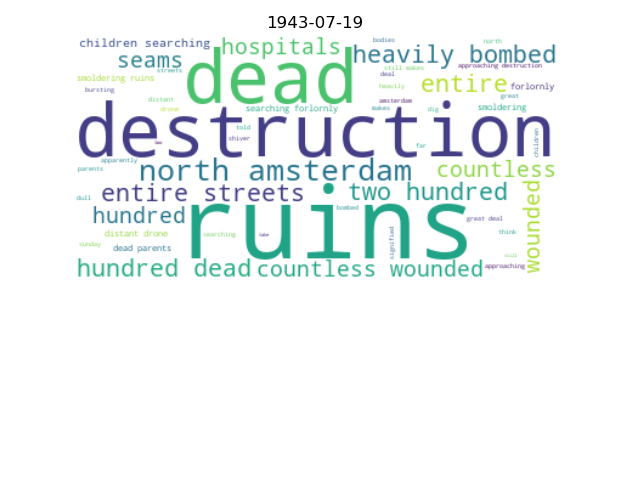 1943-07-19
children searching
hospitals
bodies
north
seams
streets
dead
heavily bombed
still makes
approaching destruction
deal
smoldering ruins
bursting
heavily
entire
forlornly
distant
drone
searching forlornly
amsterdam
makes
dig
great
smoldering
destruction
told
shiver
far
children
apparently
parents
north amsterdam
countless
dull
entire streets
two hundred
wounded
hundred
ruins
bombed
great deal
distant drone
searching
signified
think
sunday
dead parents
hundred dead
countless wounded
approaching